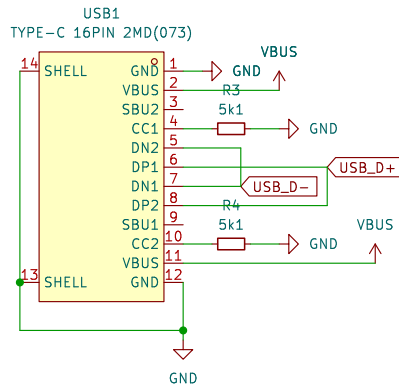 USB1
TYPE-C 16PIN 2MD(073)
VBUS
14 SHELL GND 1 GND
R3
VBUS 2
SBU2 3
5k1
CC1 4 GND
DN2 5
DP1 6 USB_D+
DN1 7 USB_D-
R4
DP2 8
SBU1 9
5k1 VBUS
CC2 10 GND
VBUS 11
13 SHELL GND 12
GND